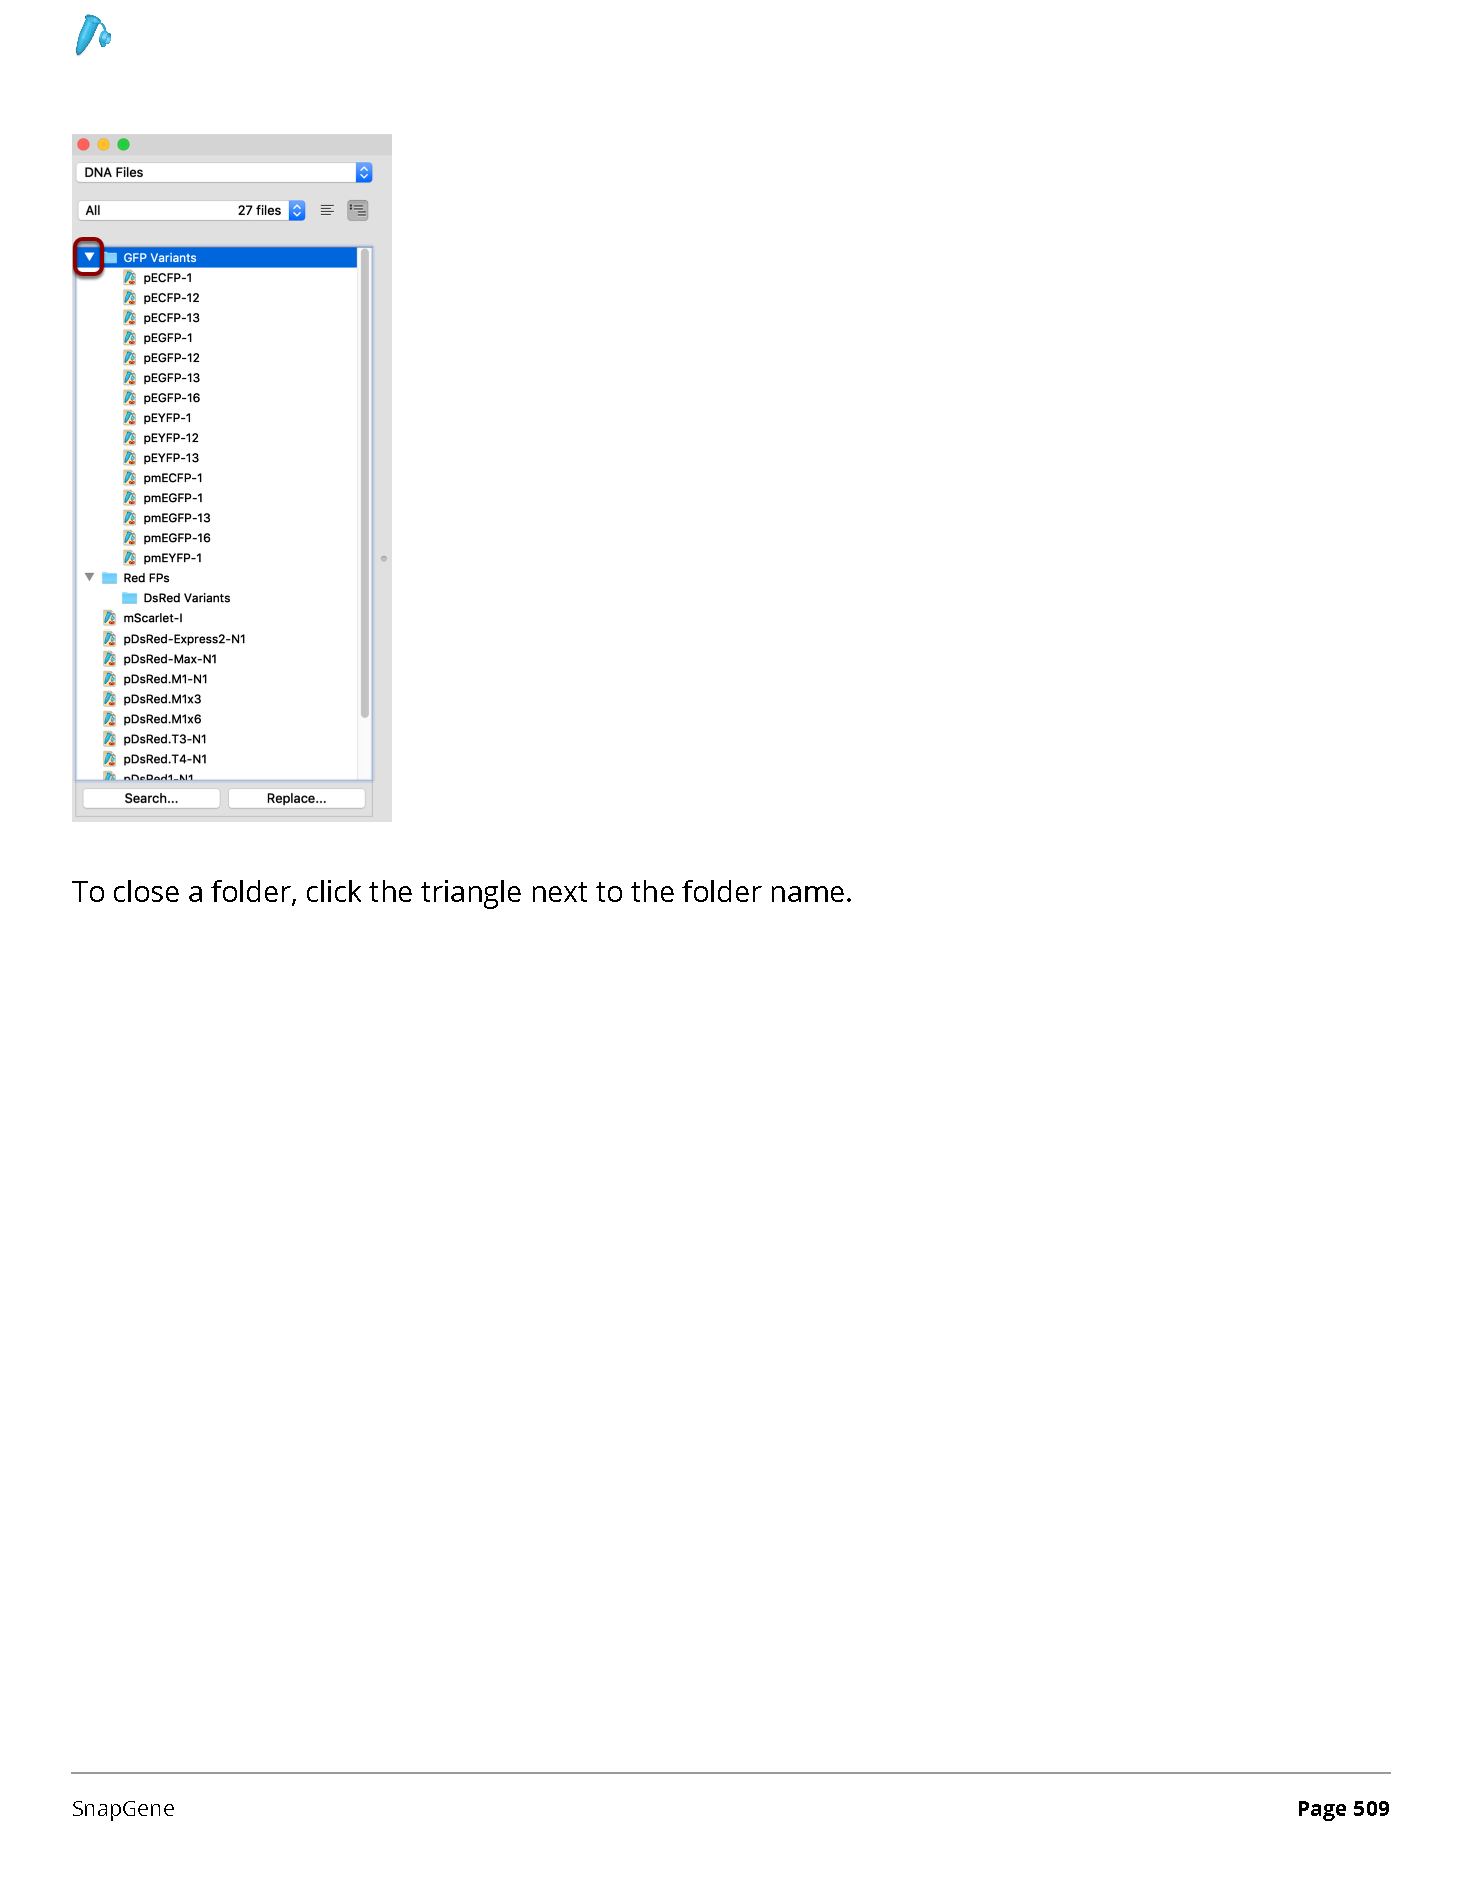 DNA Files
All 27 files
GFP Variants
pECFP-1
pECFP-12
pECFP-13
pEGFP-1
pEGFP-12
pEGFP-13
pEGFP-16
pEYFP-1
pEYFP-12
pEYFP-13
pmECFP-1
pmEGFP-1
pmEGFP-13
pmEGFP-16
pmEYFP-1
Red FPs
DsRed Variants
mScarlet-I
pDsRed-Express2-N1
pDsRed-Max-N1
pDsRed.M1-N1
pDsRed.M1x3
pDsRed.M1x6
pDsRed.T3-N1
pDsRed.T4-N1
pDsRed1-N1
Search... Replace...
To close a folder, click the triangle next to the folder name.
SnapGene Page 509